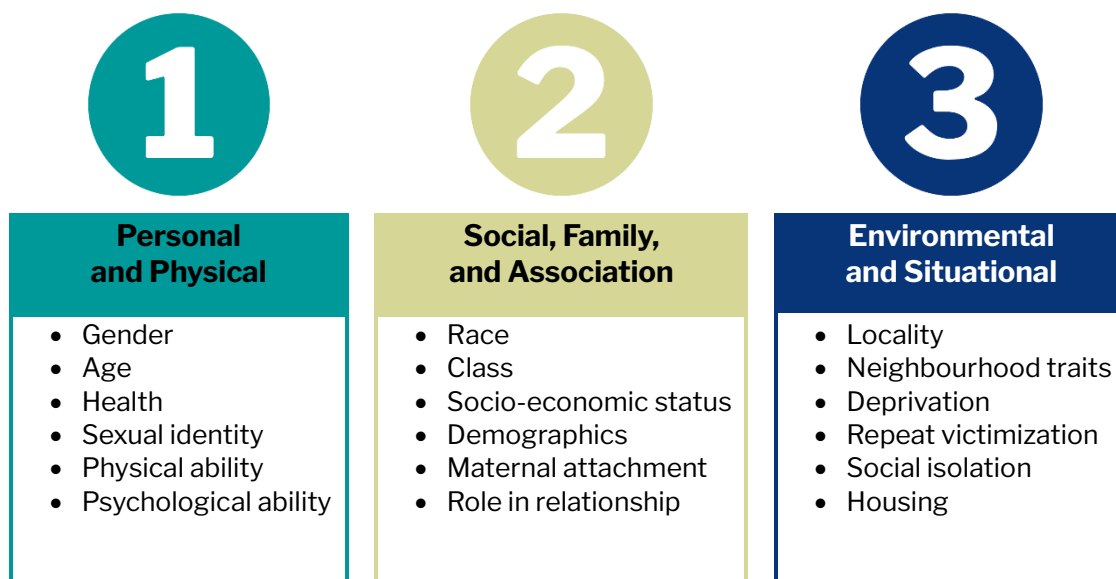 1
Personal
and Physical
• Gender
• Age
• Health
• Sexual identity
• Physical ability
• Psychological ability
2
Social, Family,
and Association
• Race
• Class
• Socio-economic status
• Demographics
• Maternal attachment
• Role in relationship
3
Environmental
and Situational
• Locality
• Neighbourhood traits
• Deprivation
• Repeat victimization
• Social isolation
• Housing